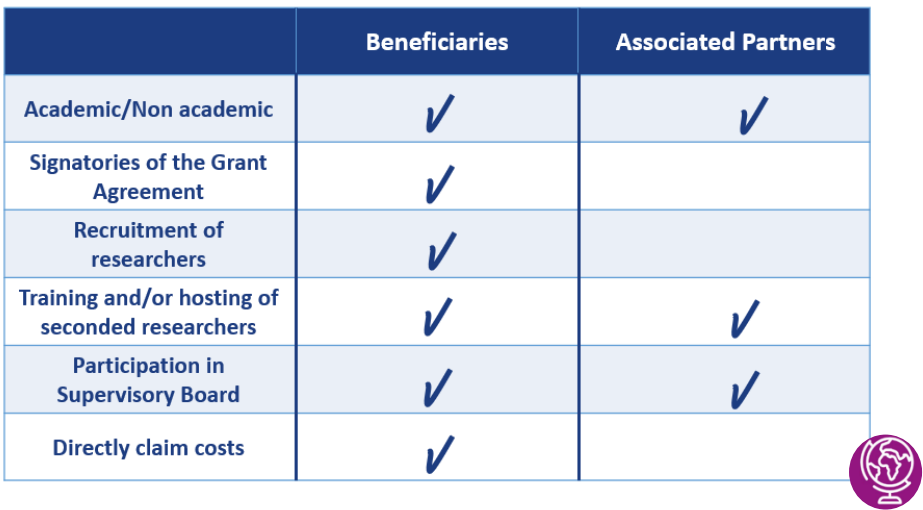 Beneficiaries
Associated Partners
Academic/Non academic
Signatories of the Grant
Agreement
Recruitment of
researchers
Training and/or hosting of
seconded researchers
Participation in
Supervisory Board
Directly claim costs